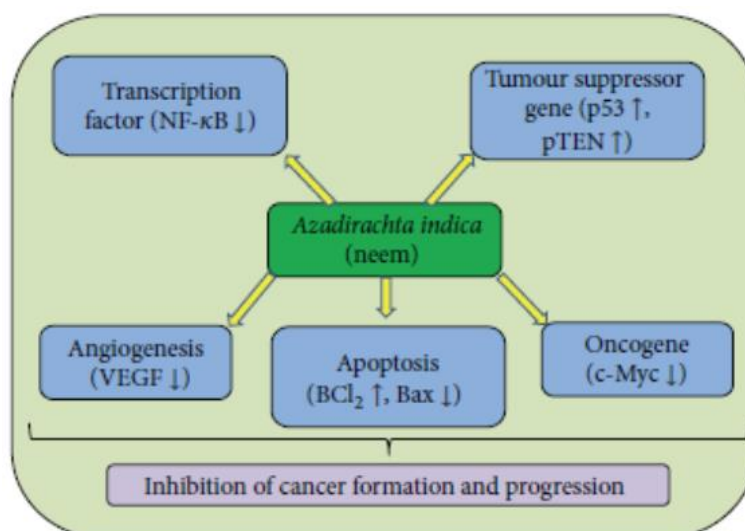 Transcription
factor (NF-κB ↓)
Tumour suppressor
gene (p53 ↑,
pTEN ↑)
Azadirachta indica
(neem)
Angiogenesis
(VEGF ↓)
Apoptosis
(BCl₂ ↑, Bax ↓)
Oncogene
(c-Myc ↓)
Inhibition of cancer formation and progression